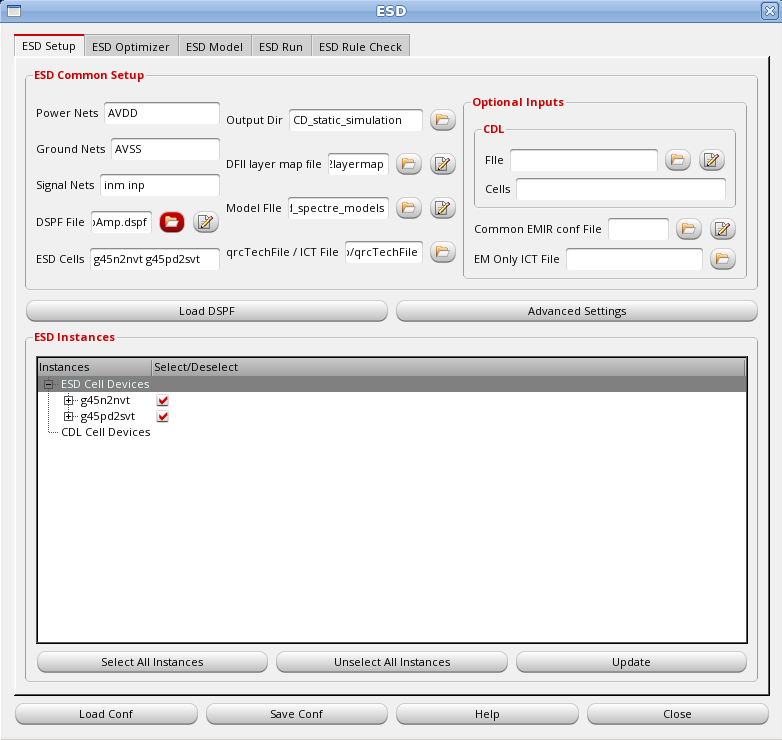 ESD
ESD Setup
ESD Optimizer
ESD Model
ESD Run
ESD Rule Check
ESD Common Setup
Power Nets AVDD
Ground Nets AVSS
Signal Nets inm inp
DSPF File Amp.dspf
ESD Cells g45n2nvt g45pd2svt
Output Dir CD_static_simulation
DFII layer map file layermap
Model FIle d_spectre_models
qrcTechFile / ICT File /qrcTechFile
Optional Inputs
CDL
FIle
Cells
Common EMIR conf File
EM Only ICT File
Load DSPF
Advanced Settings
ESD Instances
Instances Select/Deselect
ESD Cell Devices
g45n2nvt
g45pd2svt
CDL Cell Devices
Select All Instances
Unselect All Instances
Update
Load Conf
Save Conf
Help
Close